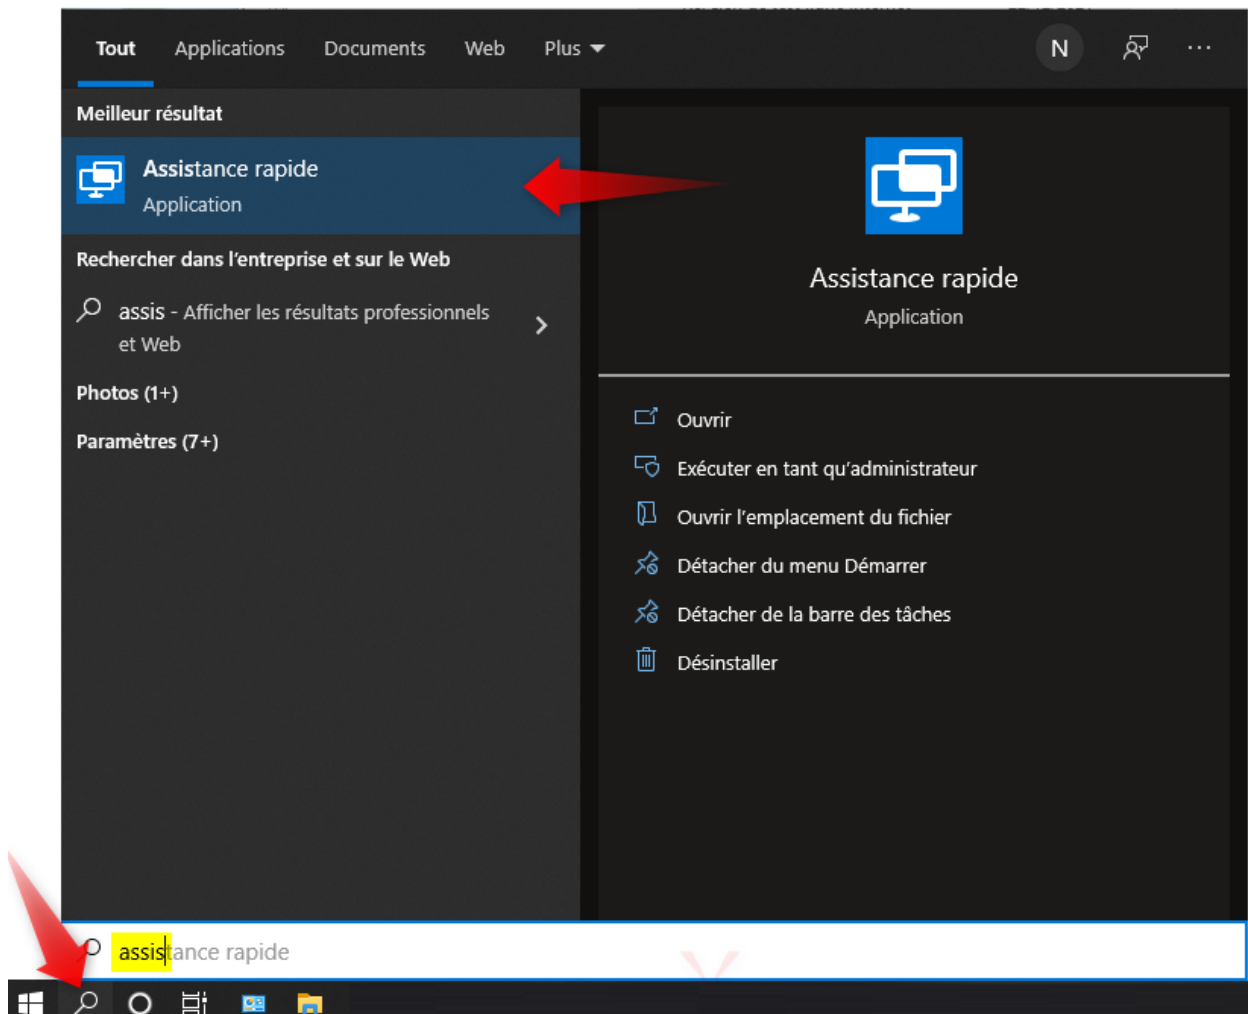 Tout Applications Documents Web Plus N
Meilleur résultat
Assistance rapide
Application
Rechercher dans l'entreprise et sur le Web
assis - Afficher les résultats professionnels
et Web
Photos (1+)
Paramètres (7+)
Assistance rapide
Application
Ouvrir
Exécuter en tant qu'administrateur
Ouvrir l'emplacement du fichier
Détacher du menu Démarrer
Détacher de la barre des tâches
Désinstaller
assistance rapide